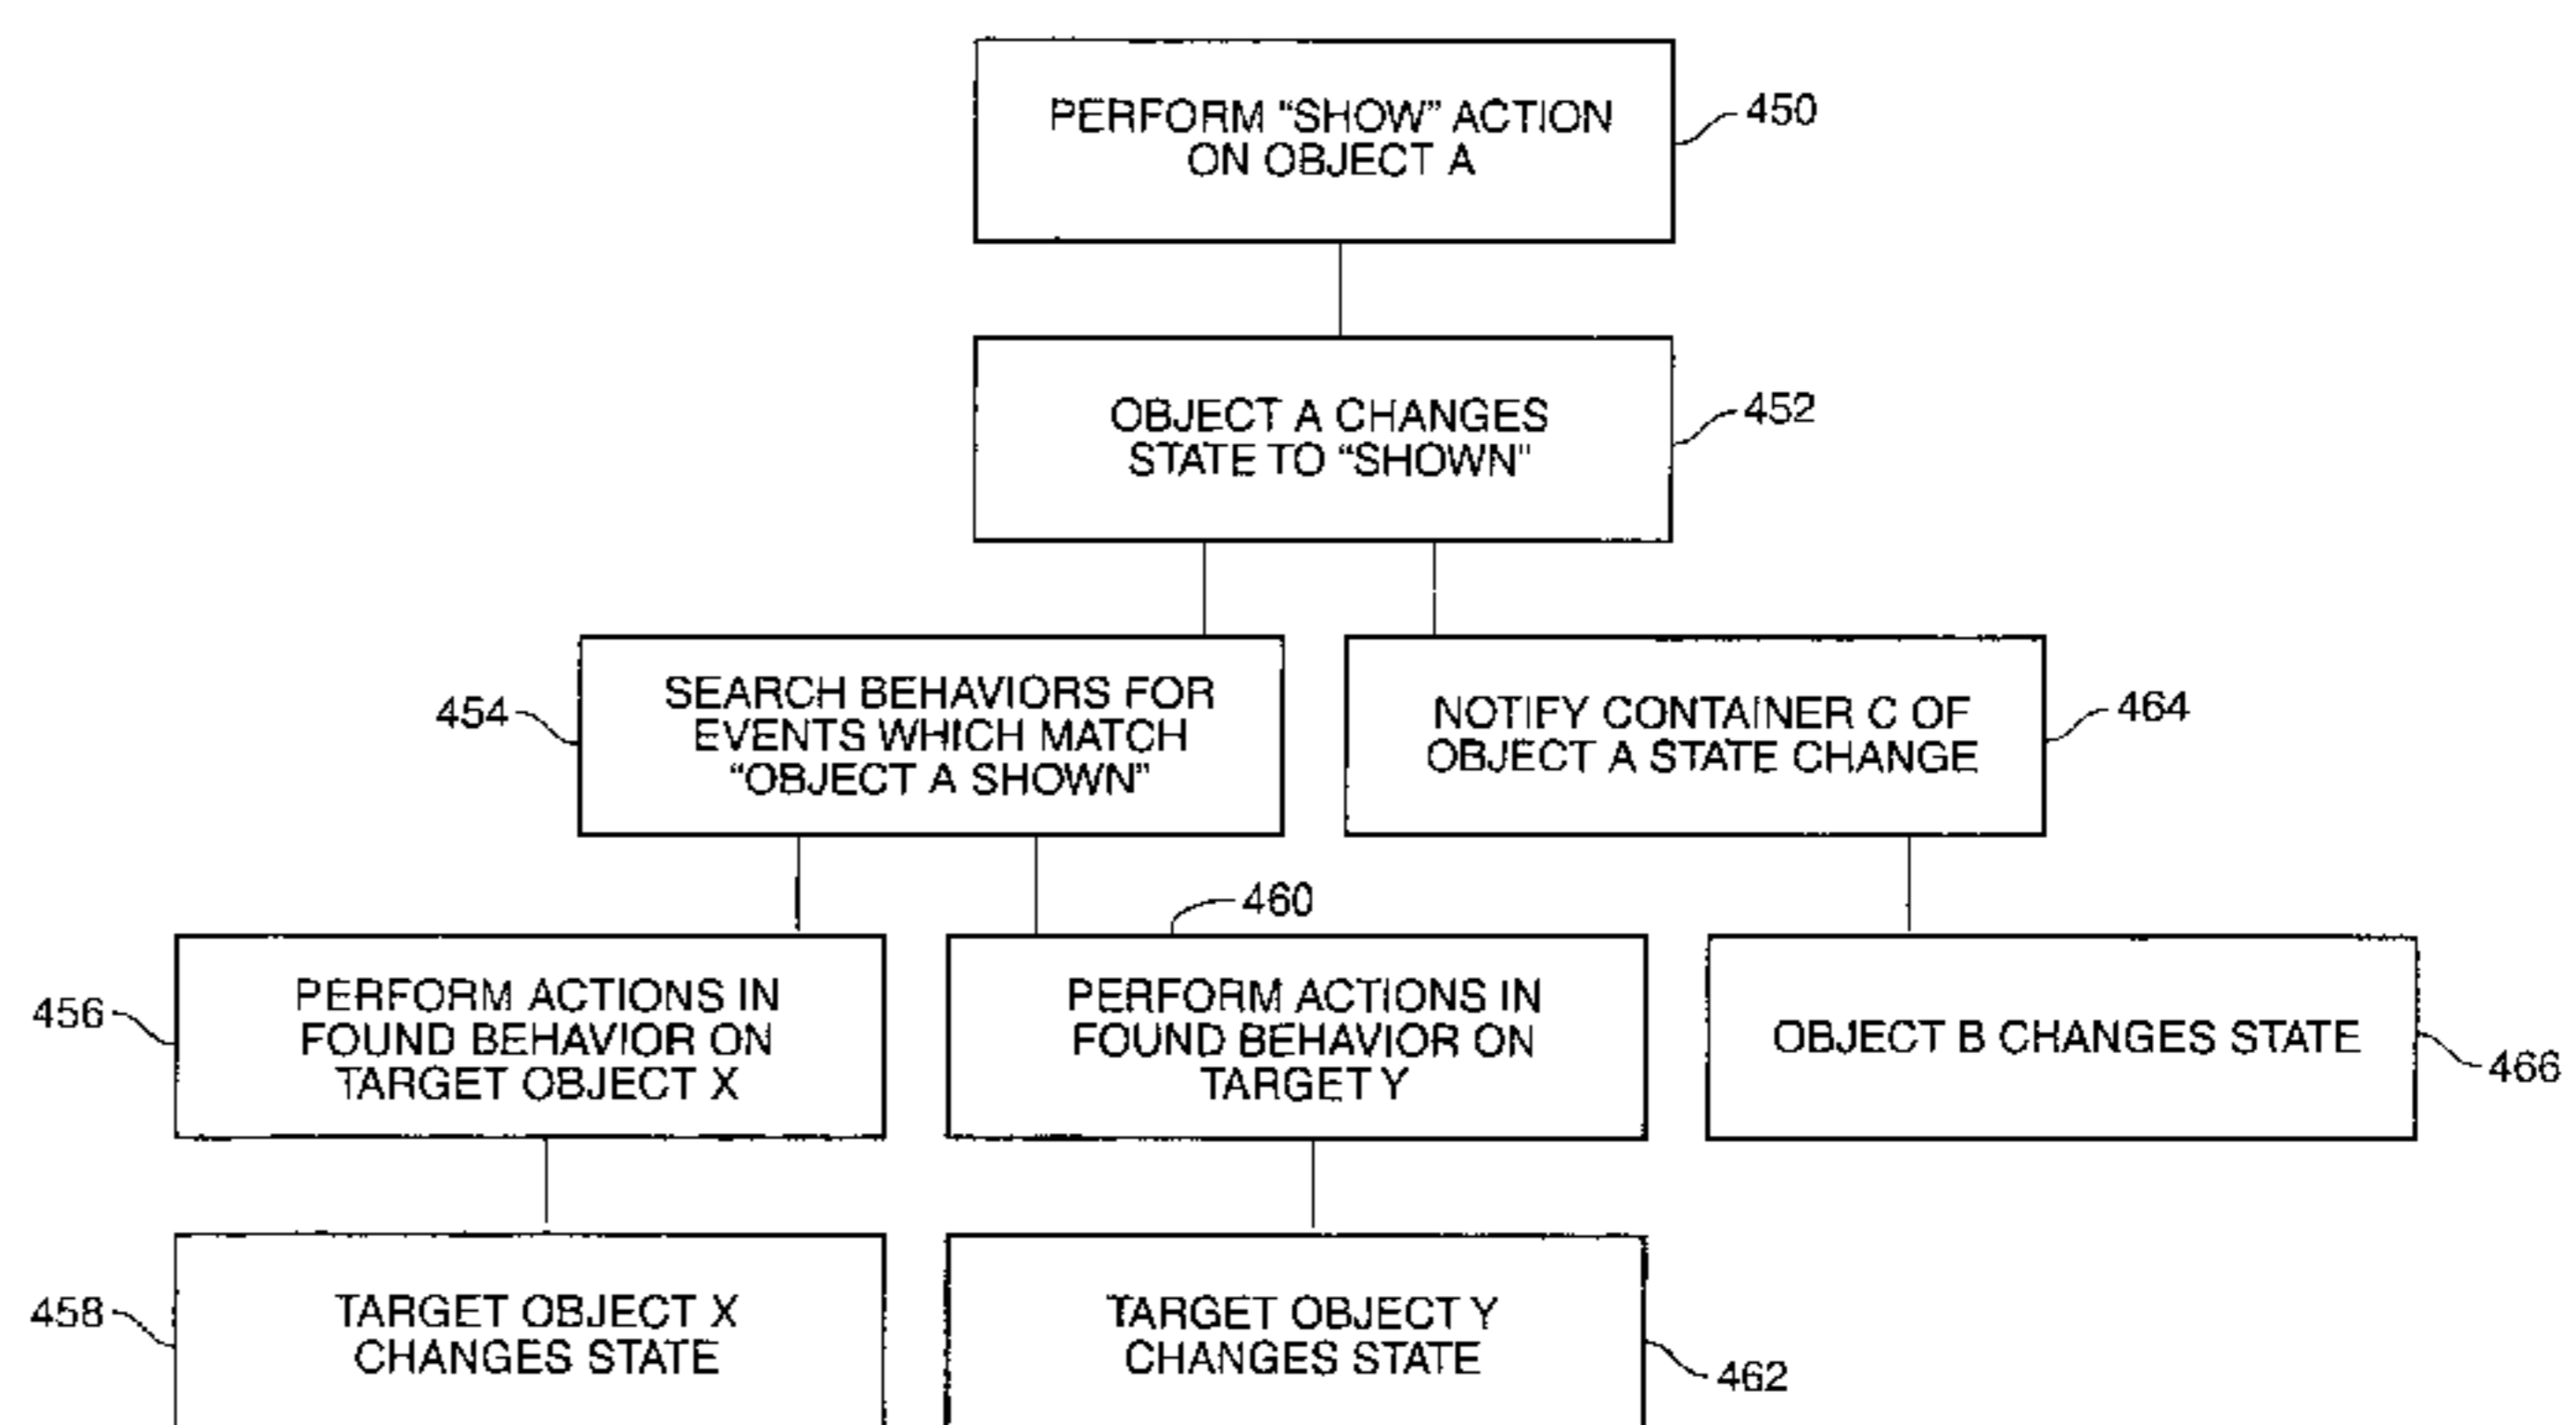 PERFORM “SHOW” ACTION
ON OBJECT A
450
OBJECT A CHANGES
STATE TO “SHOWN”
452
454
SEARCH BEHAVIORS FOR
EVENTS WHICH MATCH
“OBJECT A SHOWN”
NOTIFY CONTAINER C OF
OBJECT A STATE CHANGE
464
456
PERFORM ACTIONS IN
FOUND BEHAVIOR ON
TARGET OBJECT X
460
PERFORM ACTIONS IN
FOUND BEHAVIOR ON
TARGET Y
OBJECT B CHANGES STATE
466
458
TARGET OBJECT X
CHANGES STATE
TARGET OBJECT Y
CHANGES STATE
462